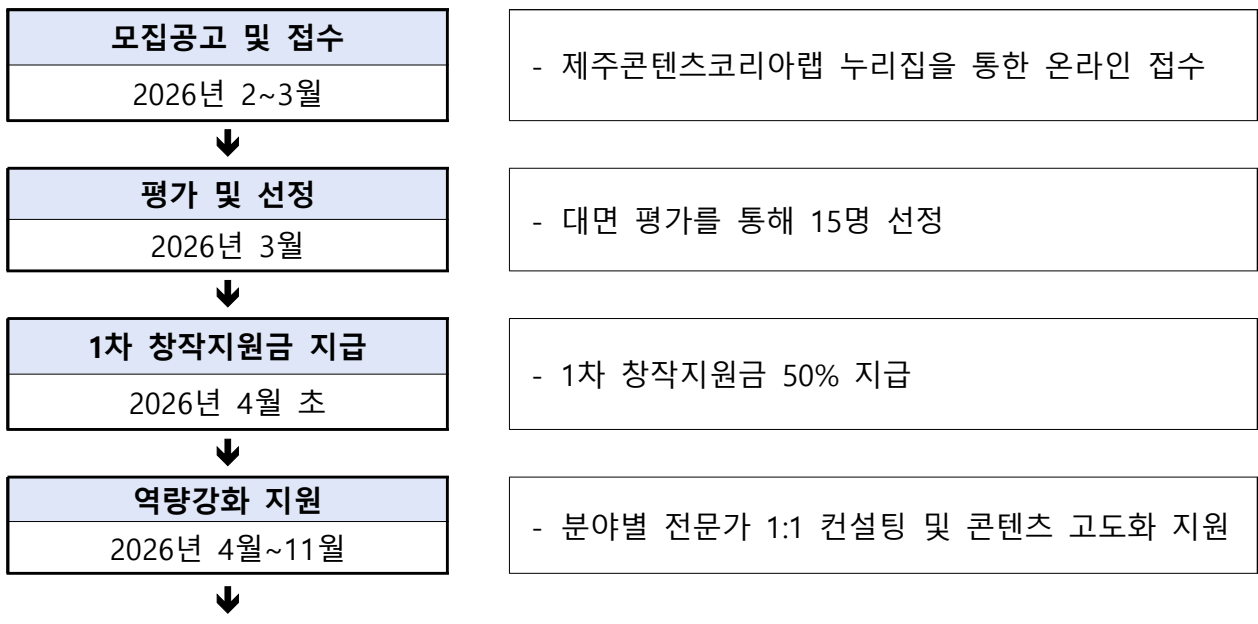 모집공고 및 접수
2026년 2~3월
- 제주콘텐츠코리아랩 누리집을 통한 온라인 접수
평가 및 선정
2026년 3월
- 대면 평가를 통해 15명 선정
1차 창작지원금 지급
2026년 4월 초
- 1차 창작지원금 50% 지급
역량강화 지원
2026년 4월~11월
- 분야별 전문가 1:1 컨설팅 및 콘텐츠 고도화 지원